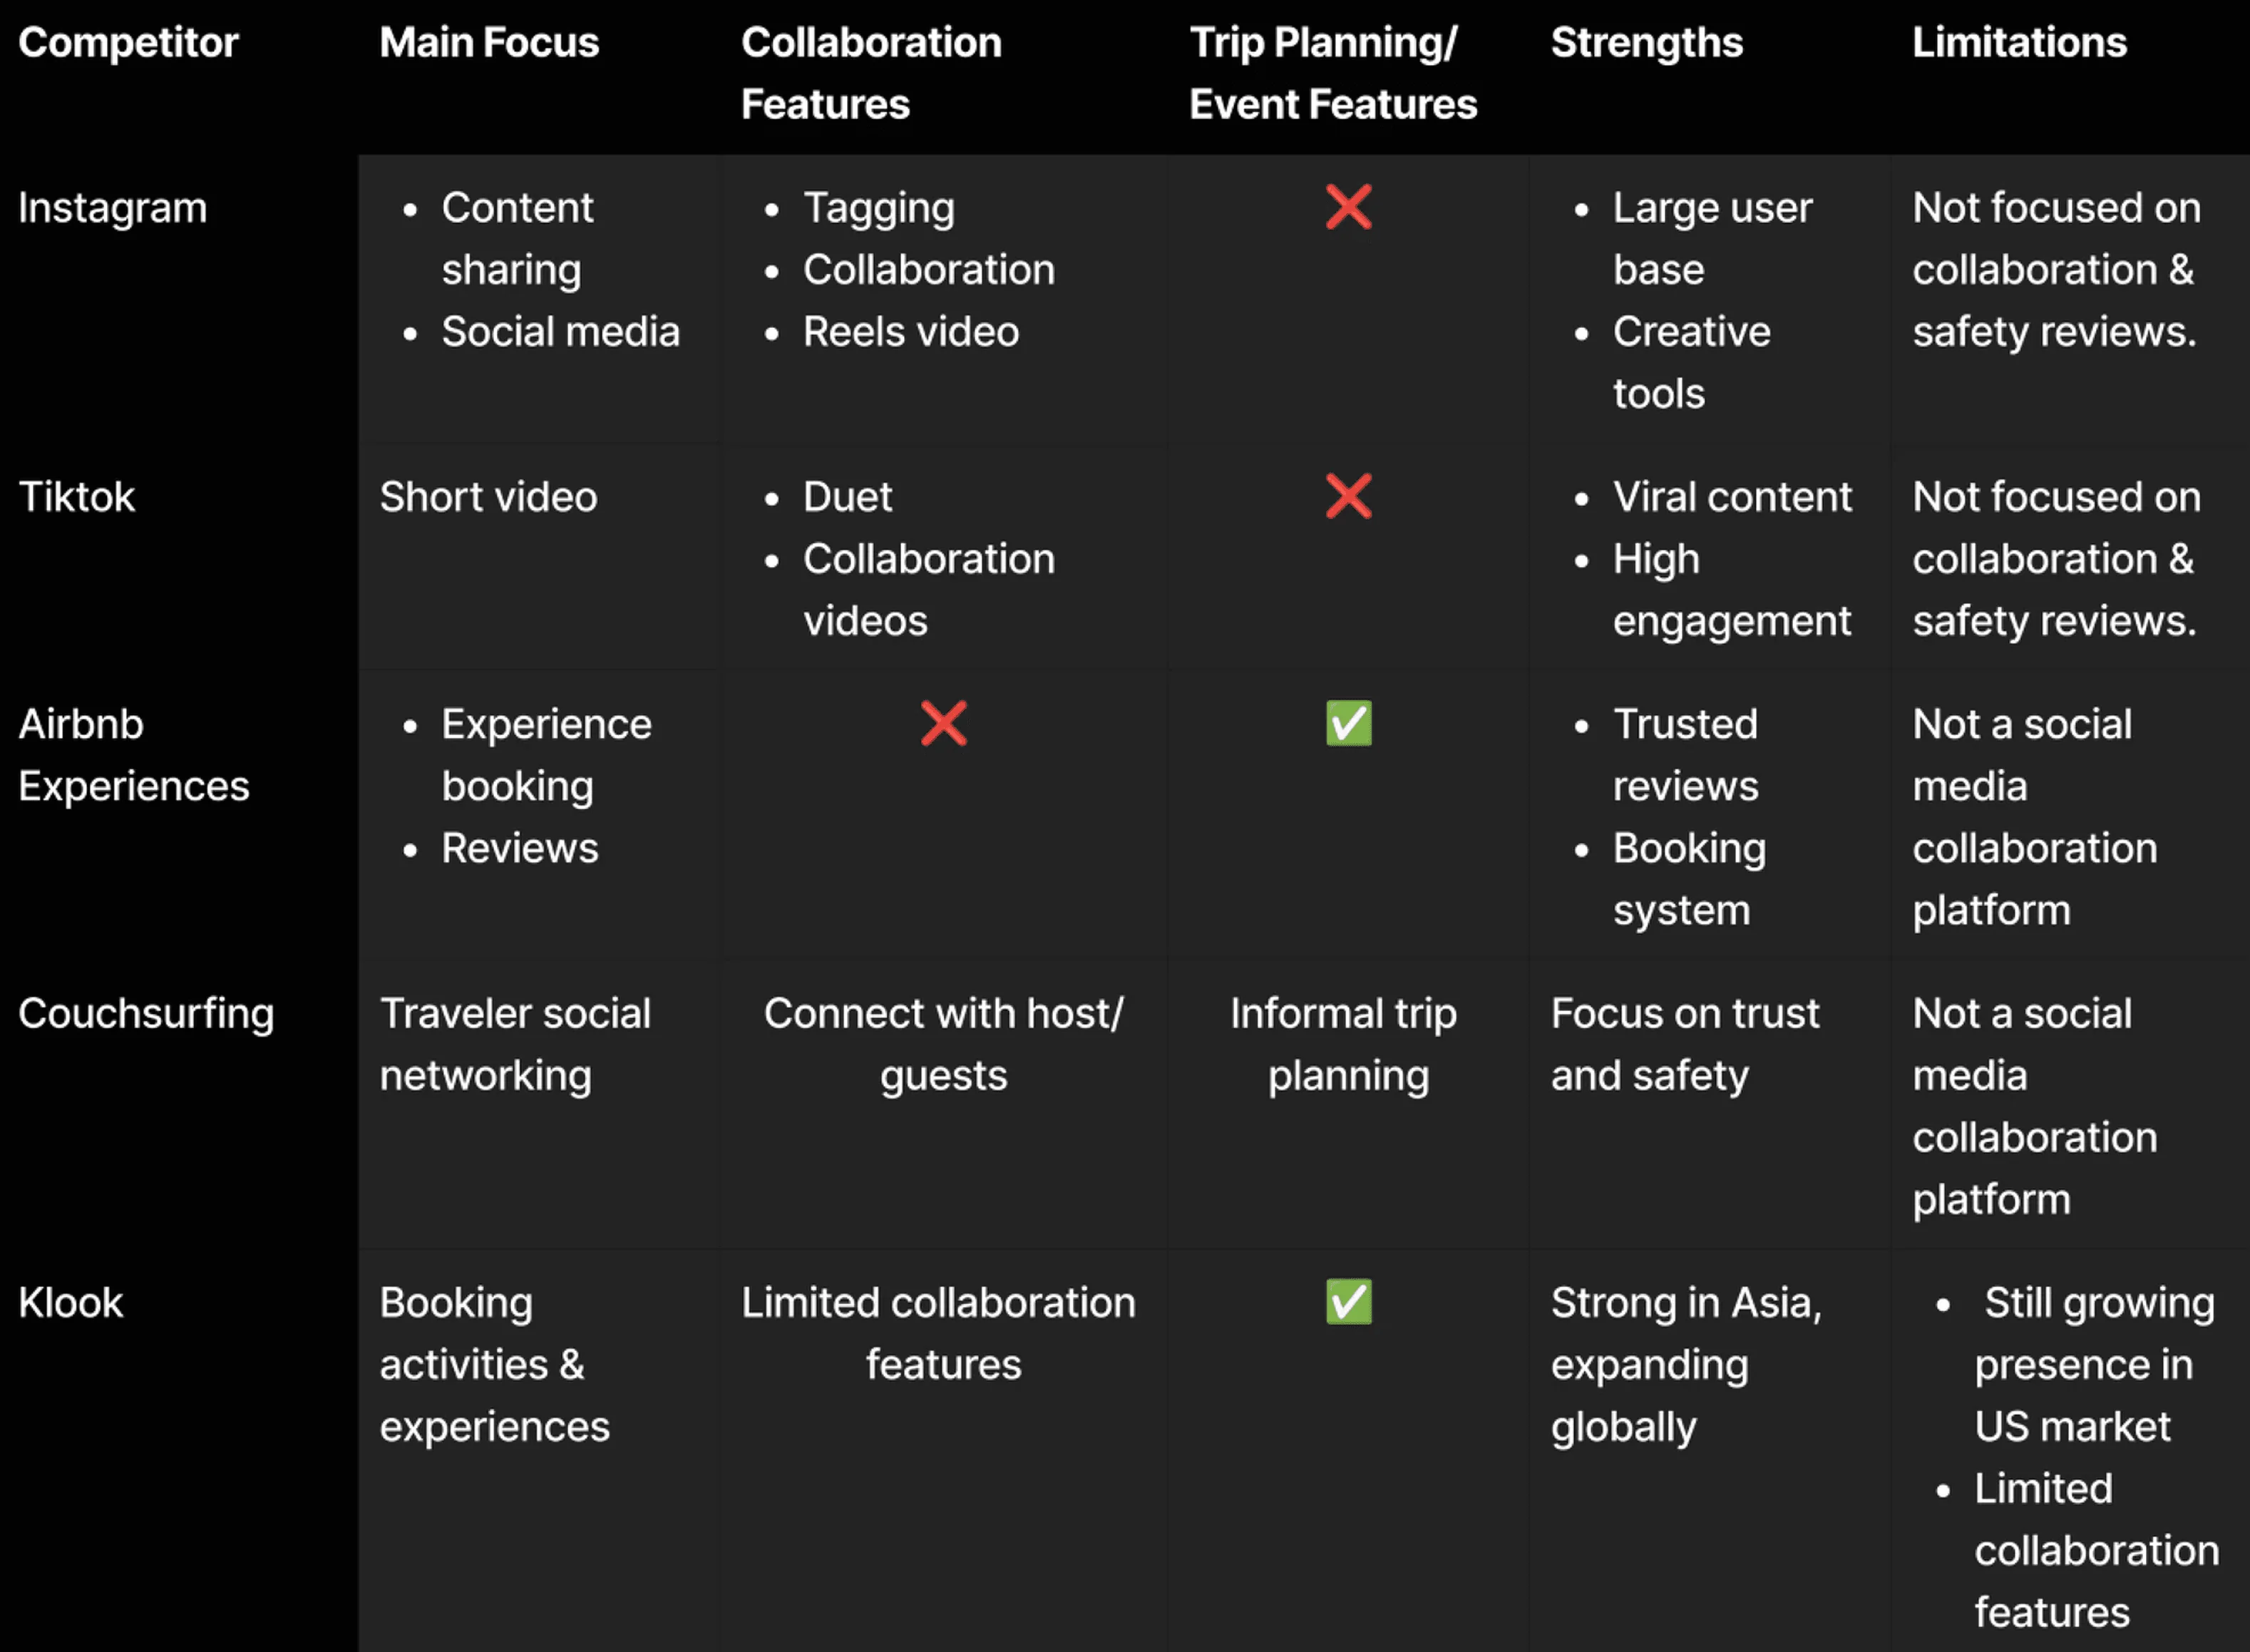 Competitor
Main Focus
Collaboration
Features
Trip Planning/
Event Features
Strengths
Limitations
Instagram
• Content
sharing
• Social media
• Tagging
• Collaboration
• Reels video
❌
• Large user
base
• Creative
tools
Not focused on
collaboration &
safety reviews.
Tiktok
Short video
• Duet
• Collaboration
videos
❌
• Viral content
• High
engagement
Not focused on
collaboration &
safety reviews.
Airbnb
Experiences
• Experience
booking
• Reviews
❌
✅
• Trusted
reviews
• Booking
system
Not a social
media
collaboration
platform
Couchsurfing
Traveler social
networking
Connect with host/
guests
Informal trip
planning
Focus on trust
and safety
Not a social
media
collaboration
platform
Klook
Booking
activities &
experiences
Limited collaboration
features
✅
Strong in Asia,
expanding
globally
• Still growing
presence in
US market
• Limited
collaboration
features